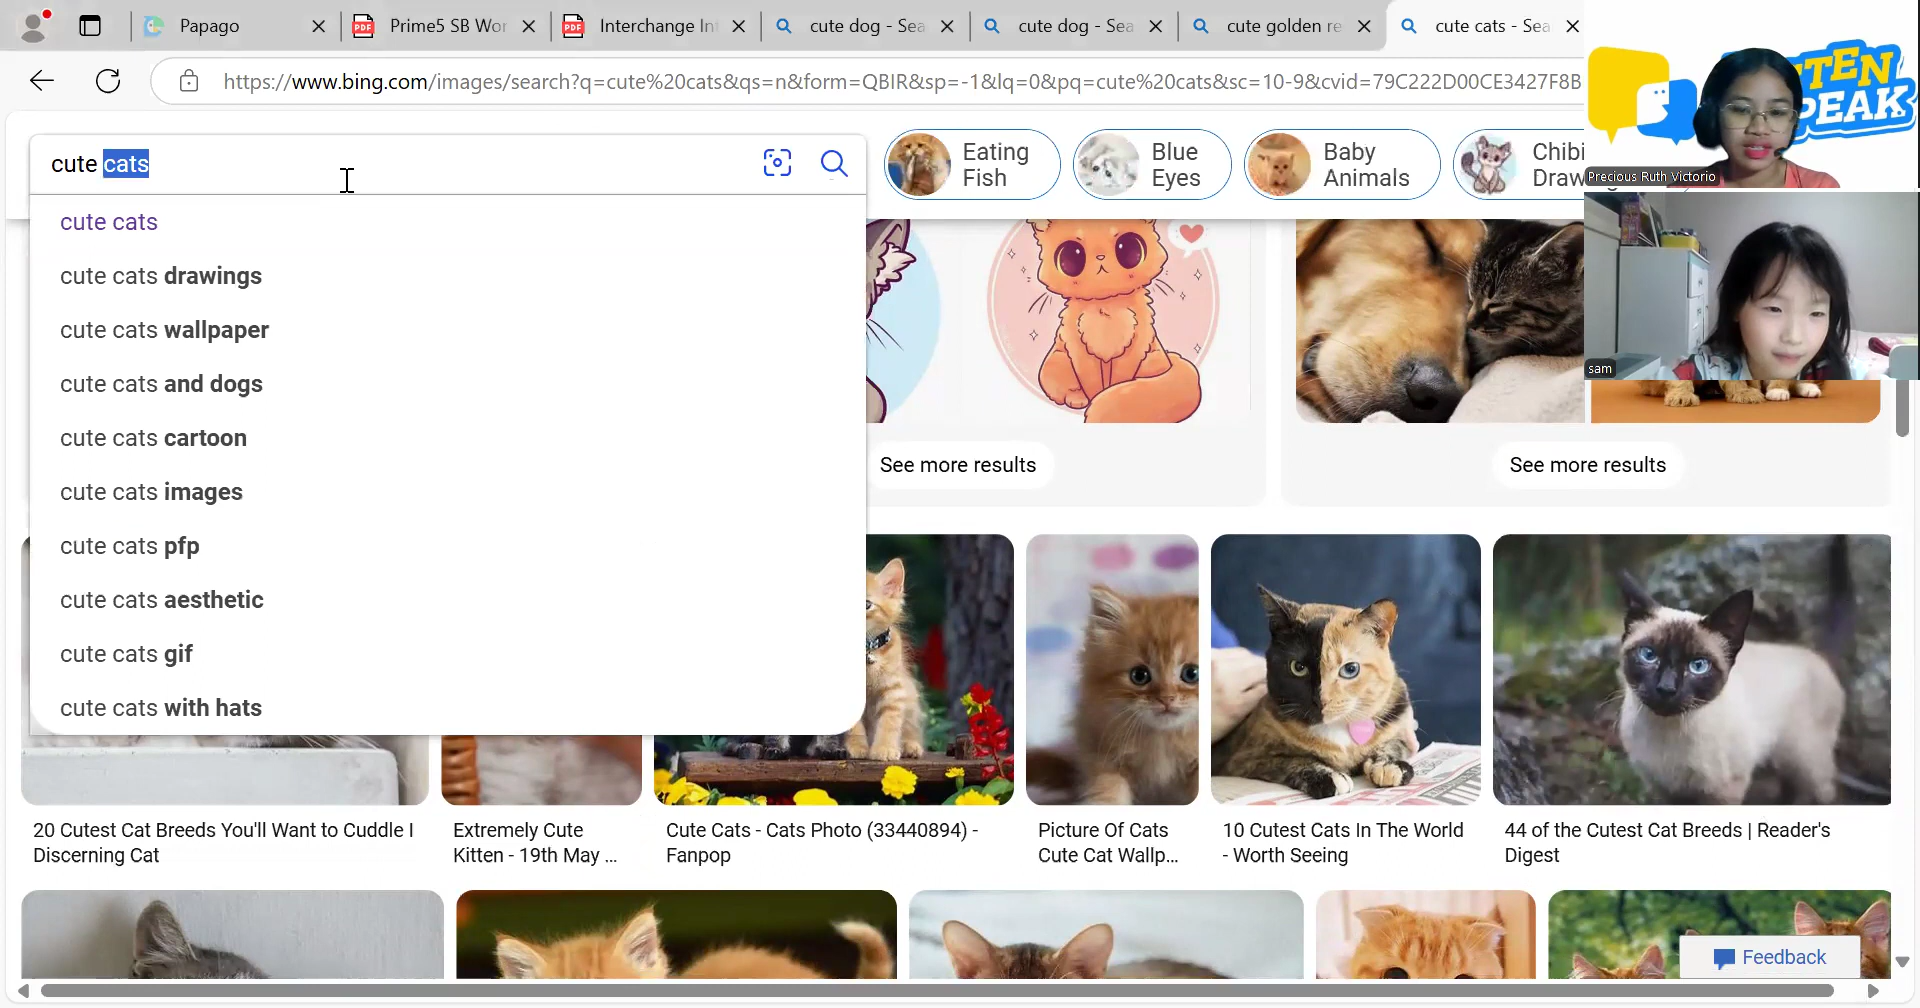 Papago
Prime5 SB Wor
Interchange In
cute dog - Sea
cute dog - Sea
cute golden re
cute cats - Sea
https://www.bing.com/images/search?q=cute%20cats&qs=n&form=QBIR&sp=-1&lq=0&pq=cute%20cats&sc=10-9&cvid=79C222D00CE3427F8B
PEAK
Precious Ruth Victorio
sam
cute cats
Eating
Fish
Blue
Eyes
Baby
Animals
Chibi
cute cats
cute cats drawings
cute cats wallpaper
cute cats and dogs
cute cats cartoon
cute cats images
cute cats pfp
cute cats aesthetic
cute cats gif
cute cats with hats
See more results
See more results
20 Cutest Cat Breeds You'll Want to Cuddle I
Discerning Cat
Extremely Cute
Kitten - 19th May ...
Cute Cats - Cats Photo (33440894) -
Fanpop
Picture Of Cats
Cute Cat Wallp...
10 Cutest Cats In The World
- Worth Seeing
44 of the Cutest Cat Breeds | Reader's
Digest
Feedback